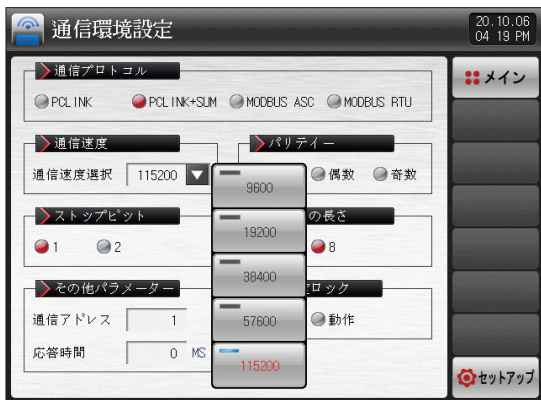 通信環境設定
20.10.06
04 19 PM
通信プロトコル
PCLINK PCLINK+SUM MODBUS ASC MODBUS RTU
メイン
通信速度
パリティー
通信速度選択 115200
偶数 奇数
9600
19200
38400
57600
115200
ストップビット
の長さ
1 2
8
その他パラメーター
ロック
通信アドレス 1
動作
応答時間 0 MS
セットアップ